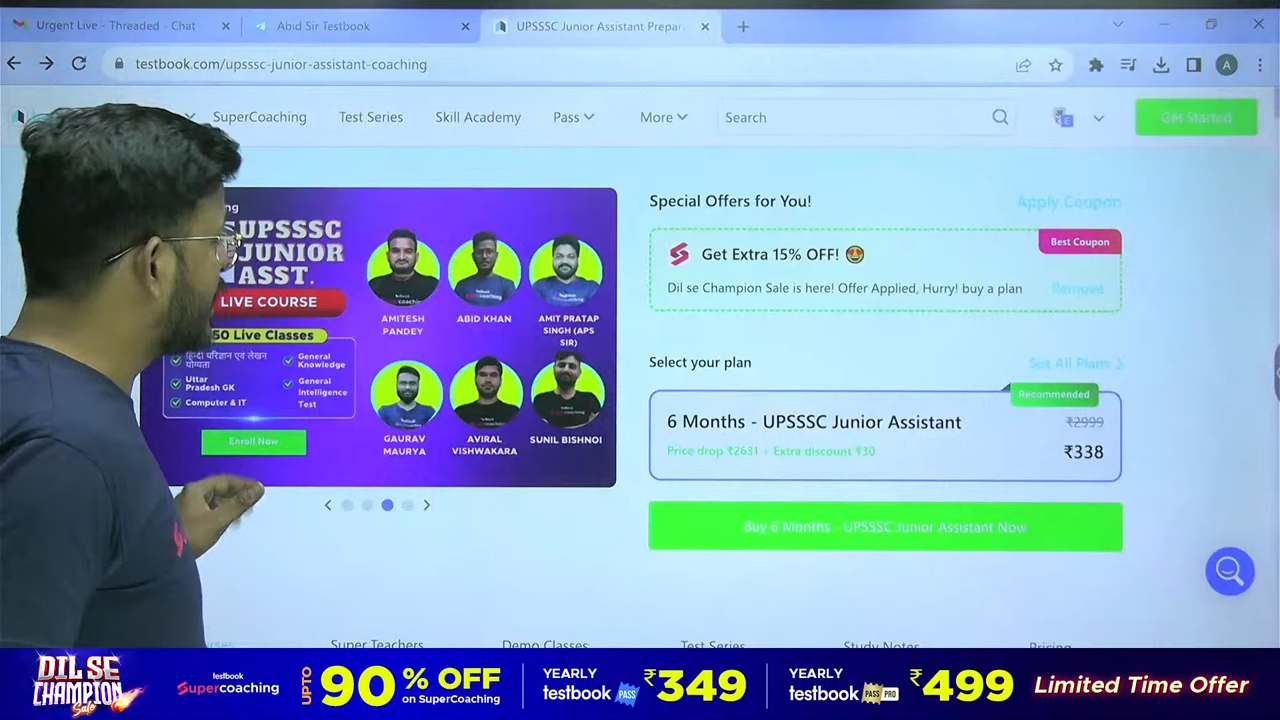 Urgent Live - Threaded - Chat
Abid Sir Testbook
UPSSSC Junior Assistant Prepar
testbook.com/upsssc-junior-assistant-coaching
A
SuperCoaching
Test Series
Skill Academy
Pass
More
Search
E
Get Started
ng
UPSSSC
JUNIOR
ASST.
LIVE COURSE
50 Live Classes
हिन्दी परिज्ञान एवं लेखन
योग्यता
Uttar
Pradesh GK
Computer & IT
General
Knowledge
General
Intelligence
Test
Enroll Now
AMITESH
PANDEY
ABID KHAN
AMIT PRATAP
SINGH (APS
SIR)
GAURAV
MAURYA
AVIRAL
VISHWAKARA
SUNIL BISHNOI
Special Offers for You!
Apply Coupon
Best Coupon
Get Extra 15% OFF! 😍
Dil se Champion Sale is here! Offer Applied, Hurry! buy a plan
Remove
Select your plan
See All Plans
Recommended
6 Months - UPSSSC Junior Assistant
₹2999
Price drop ₹2631 + Extra discount ₹30
₹338
Buy 6 Months - UPSSSC Junior Assistant Now
Super Teachers
Demo Classes
Test Series
Study Notes
Pricing
DIL SE
CHAMPION
Sale
testbook
Supercoaching
UPTO
90% OFF
on SuperCoaching
YEARLY
testbook PASS
₹349
YEARLY
testbook PASS PRO
₹499
Limited Time Offer